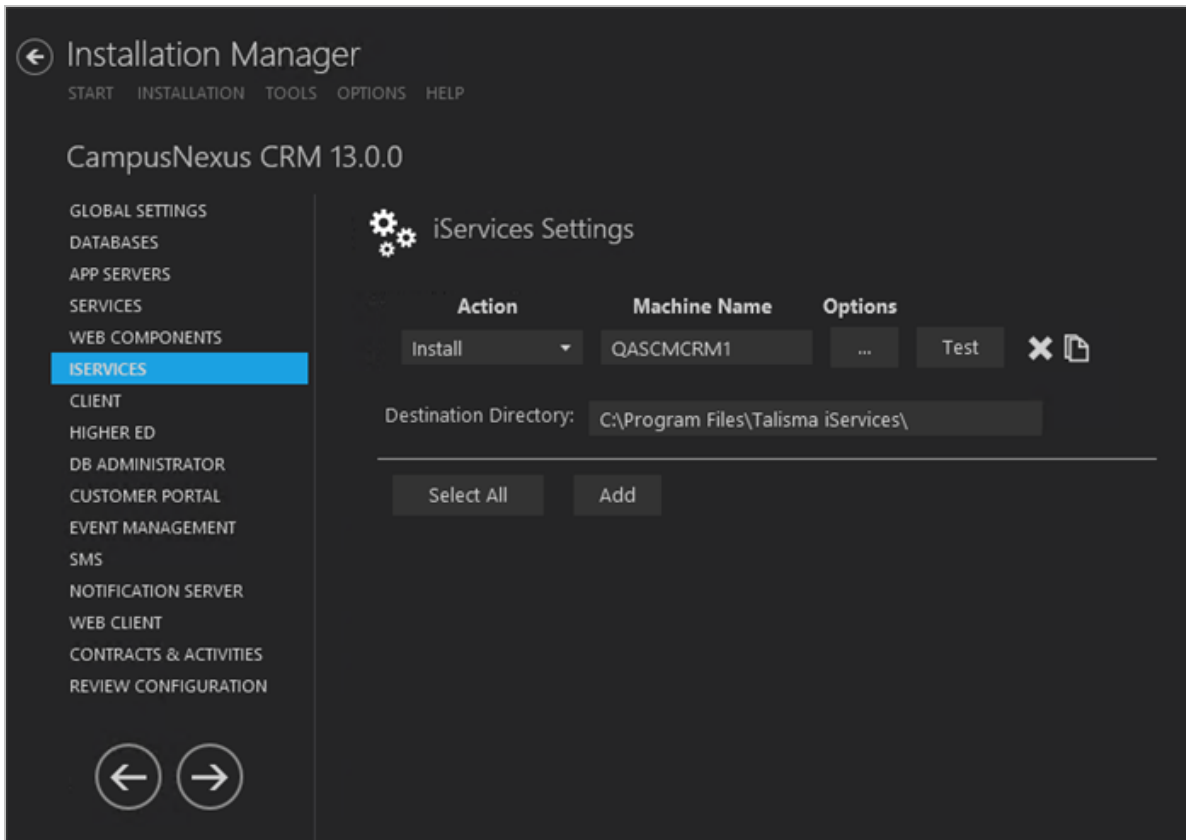 Installation Manager
START INSTALLATION TOOLS OPTIONS HELP
CampusNexus CRM 13.0.0
GLOBAL SETTINGS
DATABASES
APP SERVERS
SERVICES
WEB COMPONENTS
ISERVICES
CLIENT
HIGHER ED
DB ADMINISTRATOR
CUSTOMER PORTAL
EVENT MANAGEMENT
SMS
NOTIFICATION SERVER
WEB CLIENT
CONTRACTS & ACTIVITIES
REVIEW CONFIGURATION
iServices Settings
Action Machine Name Options
Install QASCMCRM1 ... Test
Destination Directory: C:\Program Files\Talisma iServices\
Select All Add